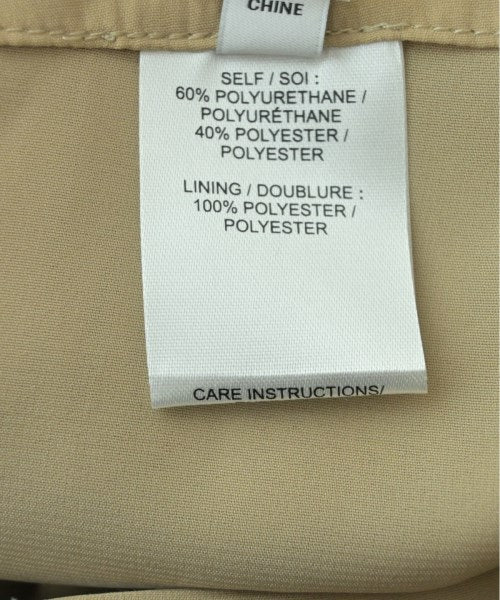 CHINE
SELF / SOI :
60% POLYURETHANE /
POLYURÉTHANE
40% POLYESTER /
POLYESTER
LINING / DOUBLURE :
100% POLYESTER /
POLYESTER
CARE INSTRUCTIONS/